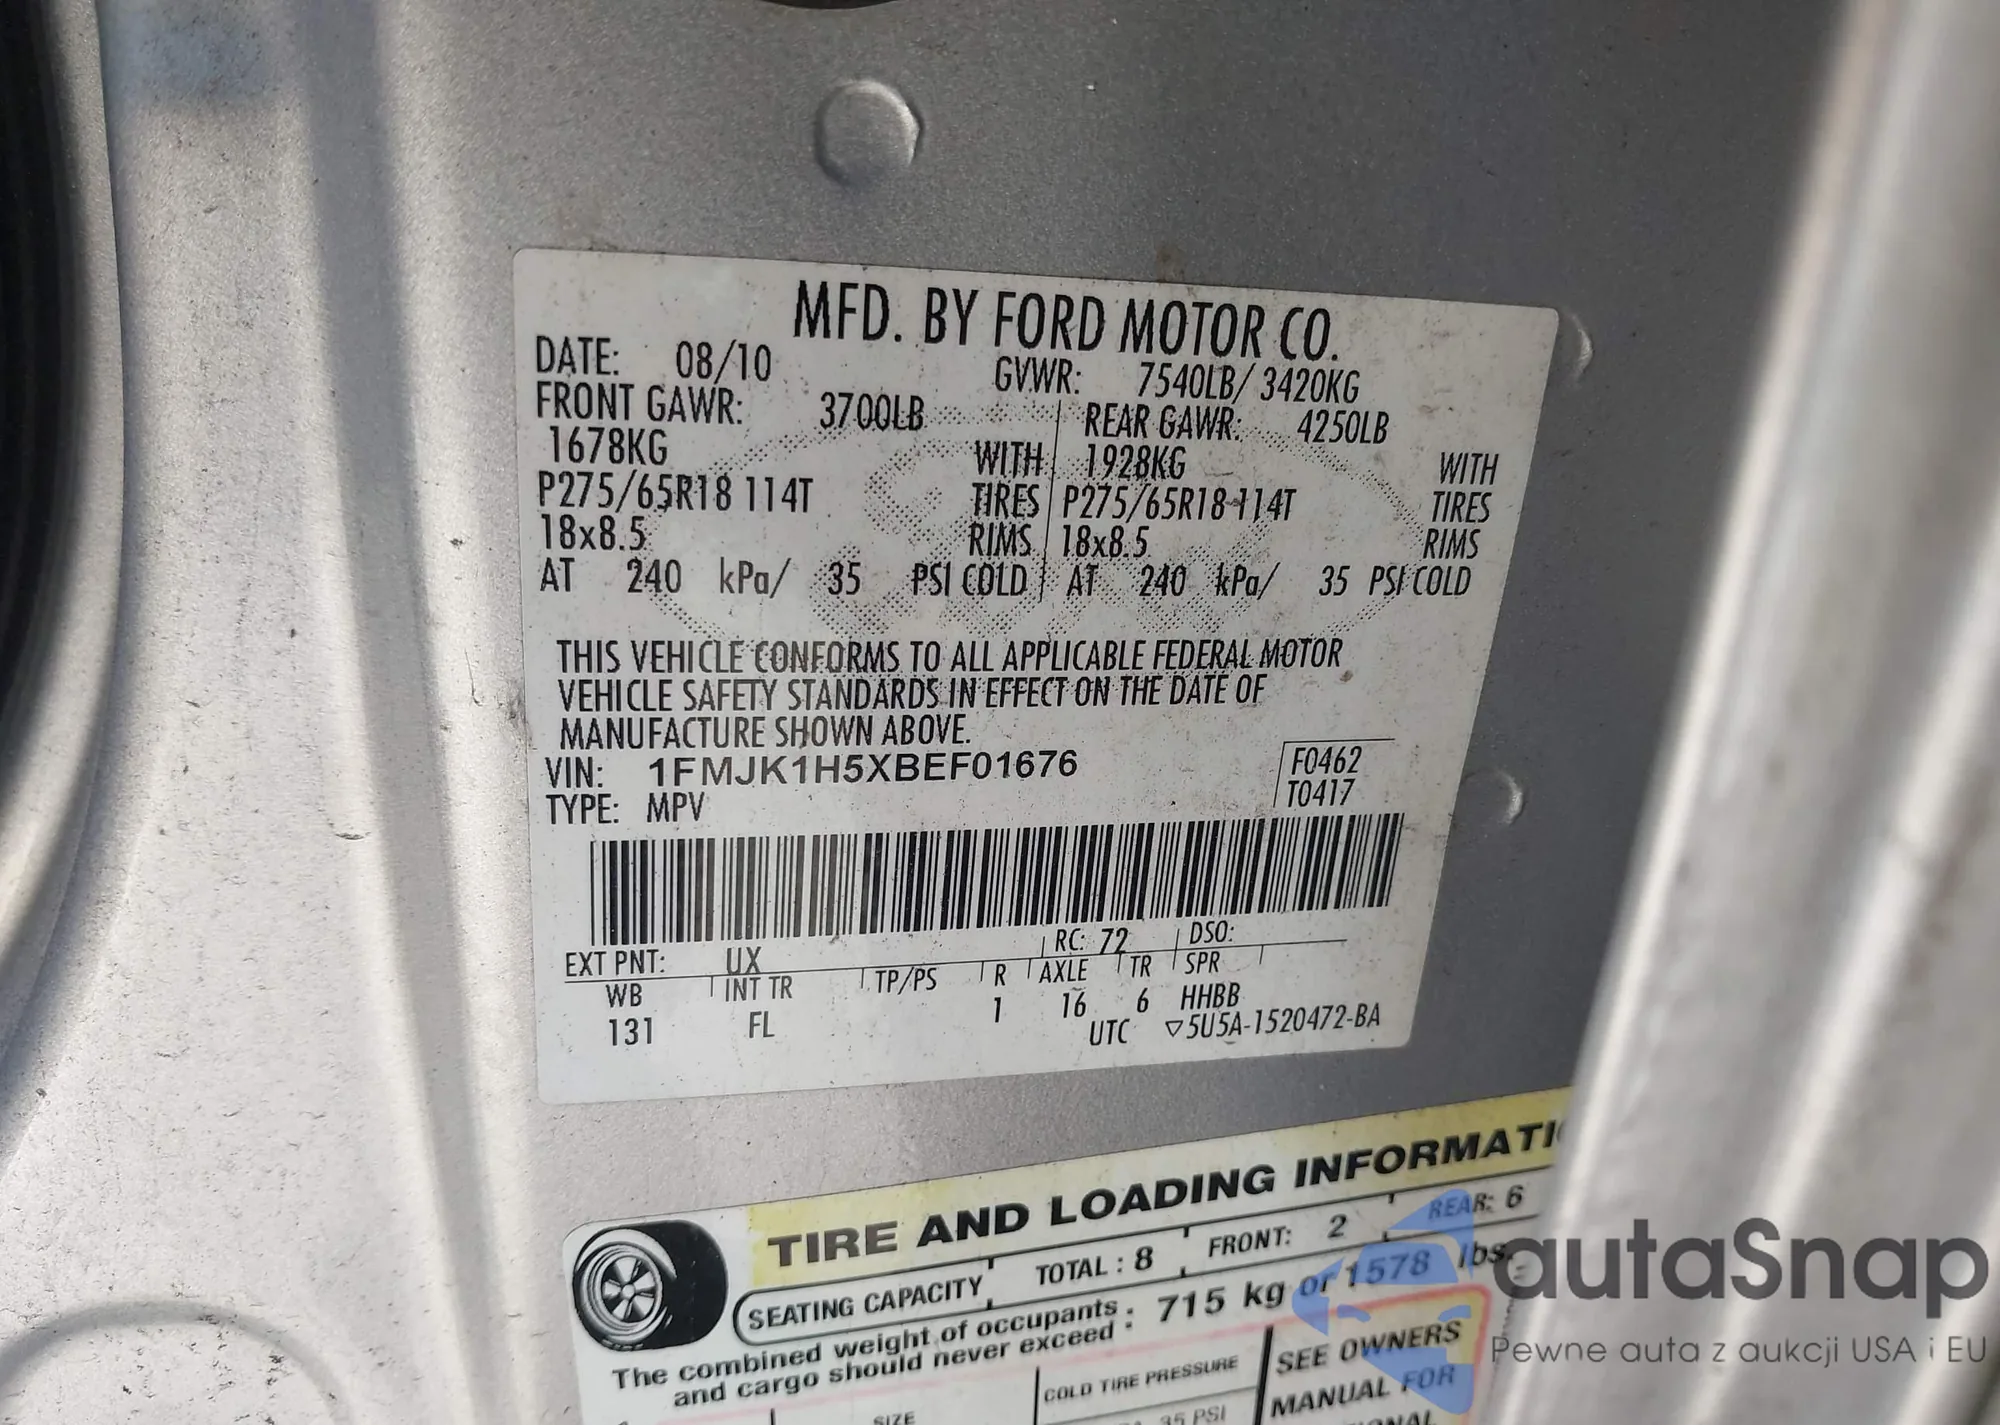 MFD. BY FORD MOTOR CO.
DATE: 08/10 GVWR: 7540LB/ 3420KG
FRONT GAWR: 3700LB REAR GAWR: 4250LB
1678KG WITH 1928KG WITH
P275/65R18 114T TIRES P275/65R18 114T TIRES
18x8.5 RIMS 18x8.5 RIMS
AT 240 kPa/ 35 PSI COLD AT 240 kPa/ 35 PSI COLD
THIS VEHICLE CONFORMS TO ALL APPLICABLE FEDERAL MOTOR
VEHICLE SAFETY STANDARDS IN EFFECT ON THE DATE OF
MANUFACTURE SHOWN ABOVE.
VIN: 1FMJK1H5XBEF01676 F0462
TYPE: MPV T0417
EXT PNT: UX RC: 72 DSO:
WB INT TR TP/PS R AXLE TR SPR
131 FL 1 16 6 HHBB
UTC ▽5U5A-1520472-BA
TIRE AND LOADING INFORMATI
SEATING CAPACITY TOTAL : 8 FRONT: 2 REAR: 6
The combined weight of occupants : 715 kg or 1578 lbs.
and cargo should never exceed :
SIZE COLD TIRE PRESSURE SEE OWNERS
35 PSI MANUAL FOR
autaSnap
Pewne auta z aukcji USA i EU